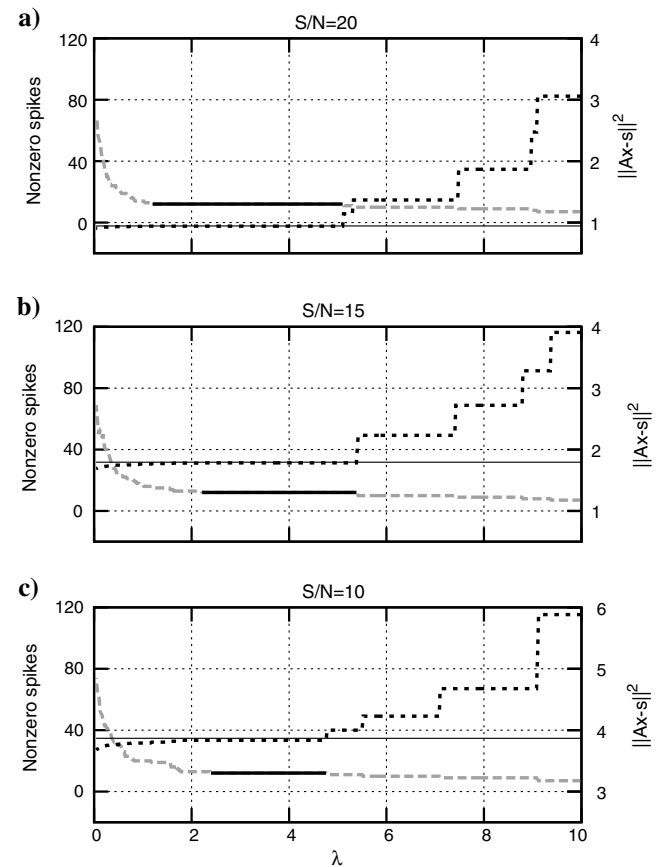 a)
S/N=20
120
80
40
0
Nonzero spikes
4
3
2
1
||Ax-s||²
b)
S/N=15
120
80
40
0
Nonzero spikes
4
3
2
1
||Ax-s||²
c)
S/N=10
120
80
40
0
Nonzero spikes
6
5
4
3
||Ax-s||²
0 2 4 6 8 10
λ